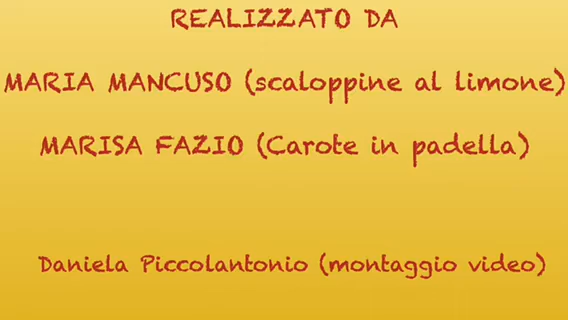 REALIZZATO DA
MARIA MANCUSO (scaloppine al limone)
MARISA FAZIO (Carote in padella)
Daniela Piccolantonio (montaggio video)